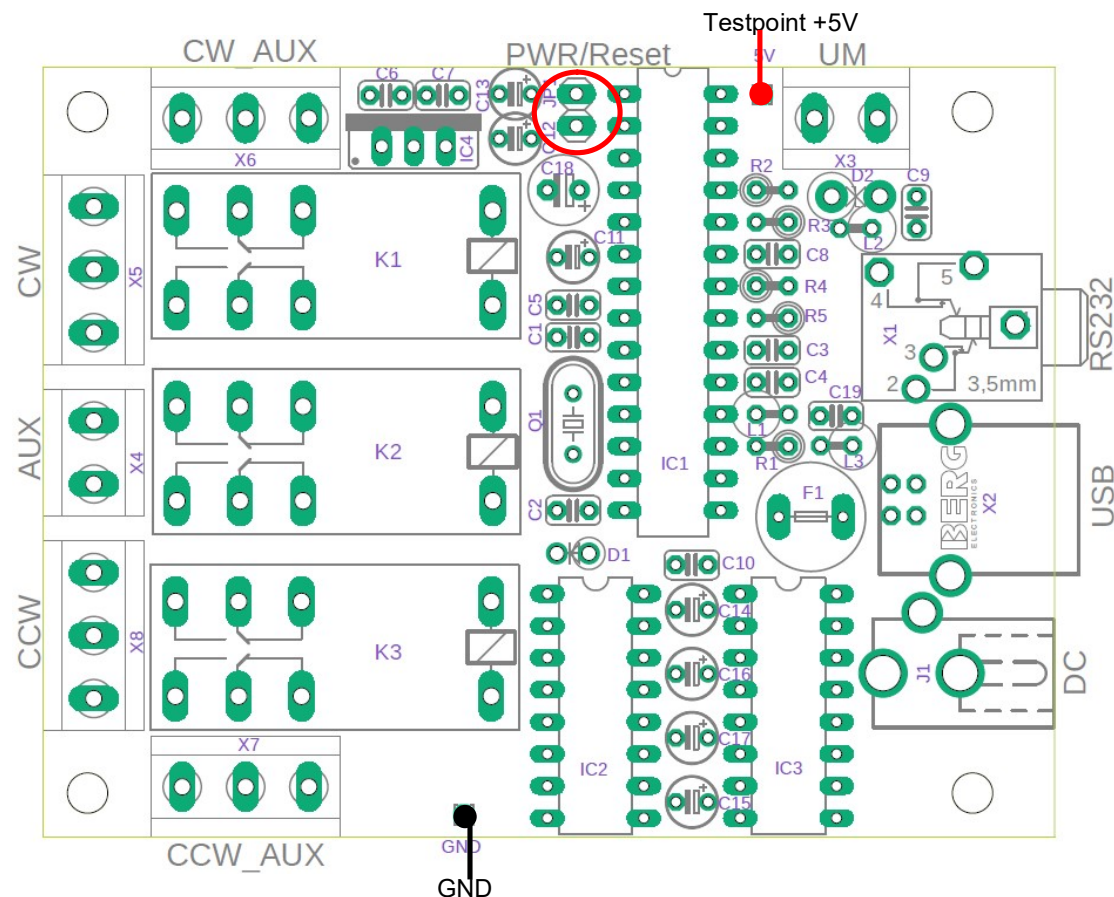 Testpoint +5V
CW_AUX
PWR/Reset
5V
UM
C6
C7
C13
JP1
C12
IC4
X6
X3
C18
R2
D2
C9
R3
L2
C11
C8
K1
CW
X5
R4
C5
R5
C1
C3
C4
5
4
X1
3
2
3,5mm
RS232
C19
L1
L3
R1
Q1
AUX
X4
K2
IC1
F1
BERG
ELECTRONICS
X2
USB
C2
D1
C10
C14
CCW
X8
K3
C16
J1
DC
C17
X7
IC2
IC3
C15
GND
CCW_AUX
GND